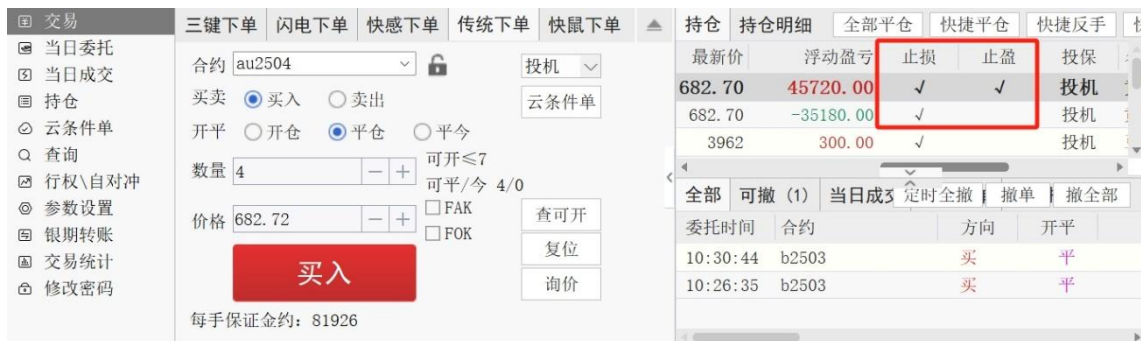 交易
当日委托
当日成交
持仓
云条件单
查询
行权\自对冲
参数设置
银期转账
交易统计
修改密码
三键下单 闪电下单 快感下单 传统下单 快鼠下单
合约 au2504 投机
买卖 买入 卖出 云条件单
开平 开仓 平仓 平今
数量 4 - +
可开≤7
可平/今 4/0
价格 682.72 - +
FAK
FOK
查可开
复位
询价
买入
每手保证金约: 81926
持仓 持仓明细 全部平仓 快捷平仓 快捷反手
最新价 浮动盈亏 止损 止盈 投保
682.70 45720.00 √ √ 投机
682.70 -35180.00 √ 投机
3962 300.00 √ 投机
全部 可撤 (1) 当日成交 定时全撤 撤单 撤全部
委托时间 合约 方向 开平
10:30:44 b2503 买 平
10:26:35 b2503 买 平